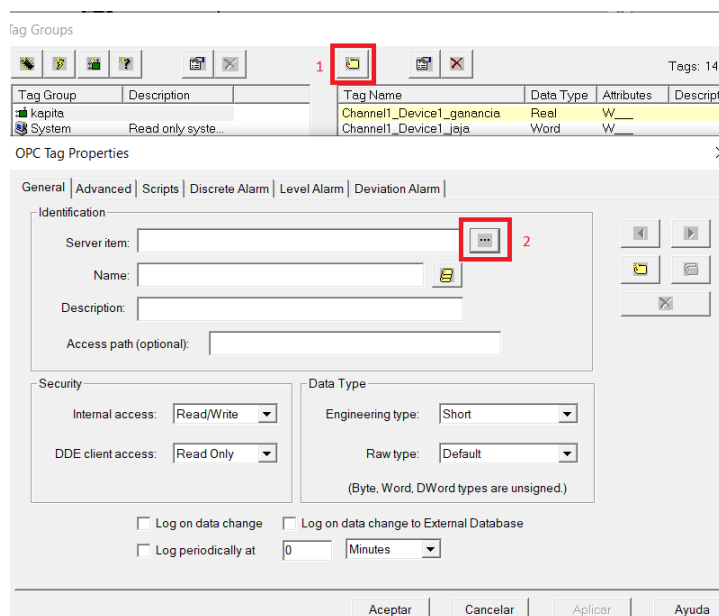 Tag Groups
1
Tags: 14
Tag Group Description
Tag Name Data Type Attributes Descript
kapita
Channel1_Device1_ganancia Real W___
System Read only syste...
Channel1_Device1_jaja Word W___
OPC Tag Properties
General Advanced Scripts Discrete Alarm Level Alarm Deviation Alarm
Identification
Server item: ... 2
Name:
Description:
Access path (optional):
Security
Data Type
Internal access: Read/Write
Engineering type: Short
DDE client access: Read Only
Raw type: Default
(Byte, Word, DWord types are unsigned.)
Log on data change Log on data change to External Database
Log periodically at 0 Minutes
Aceptar Cancelar Aplicar Ayuda